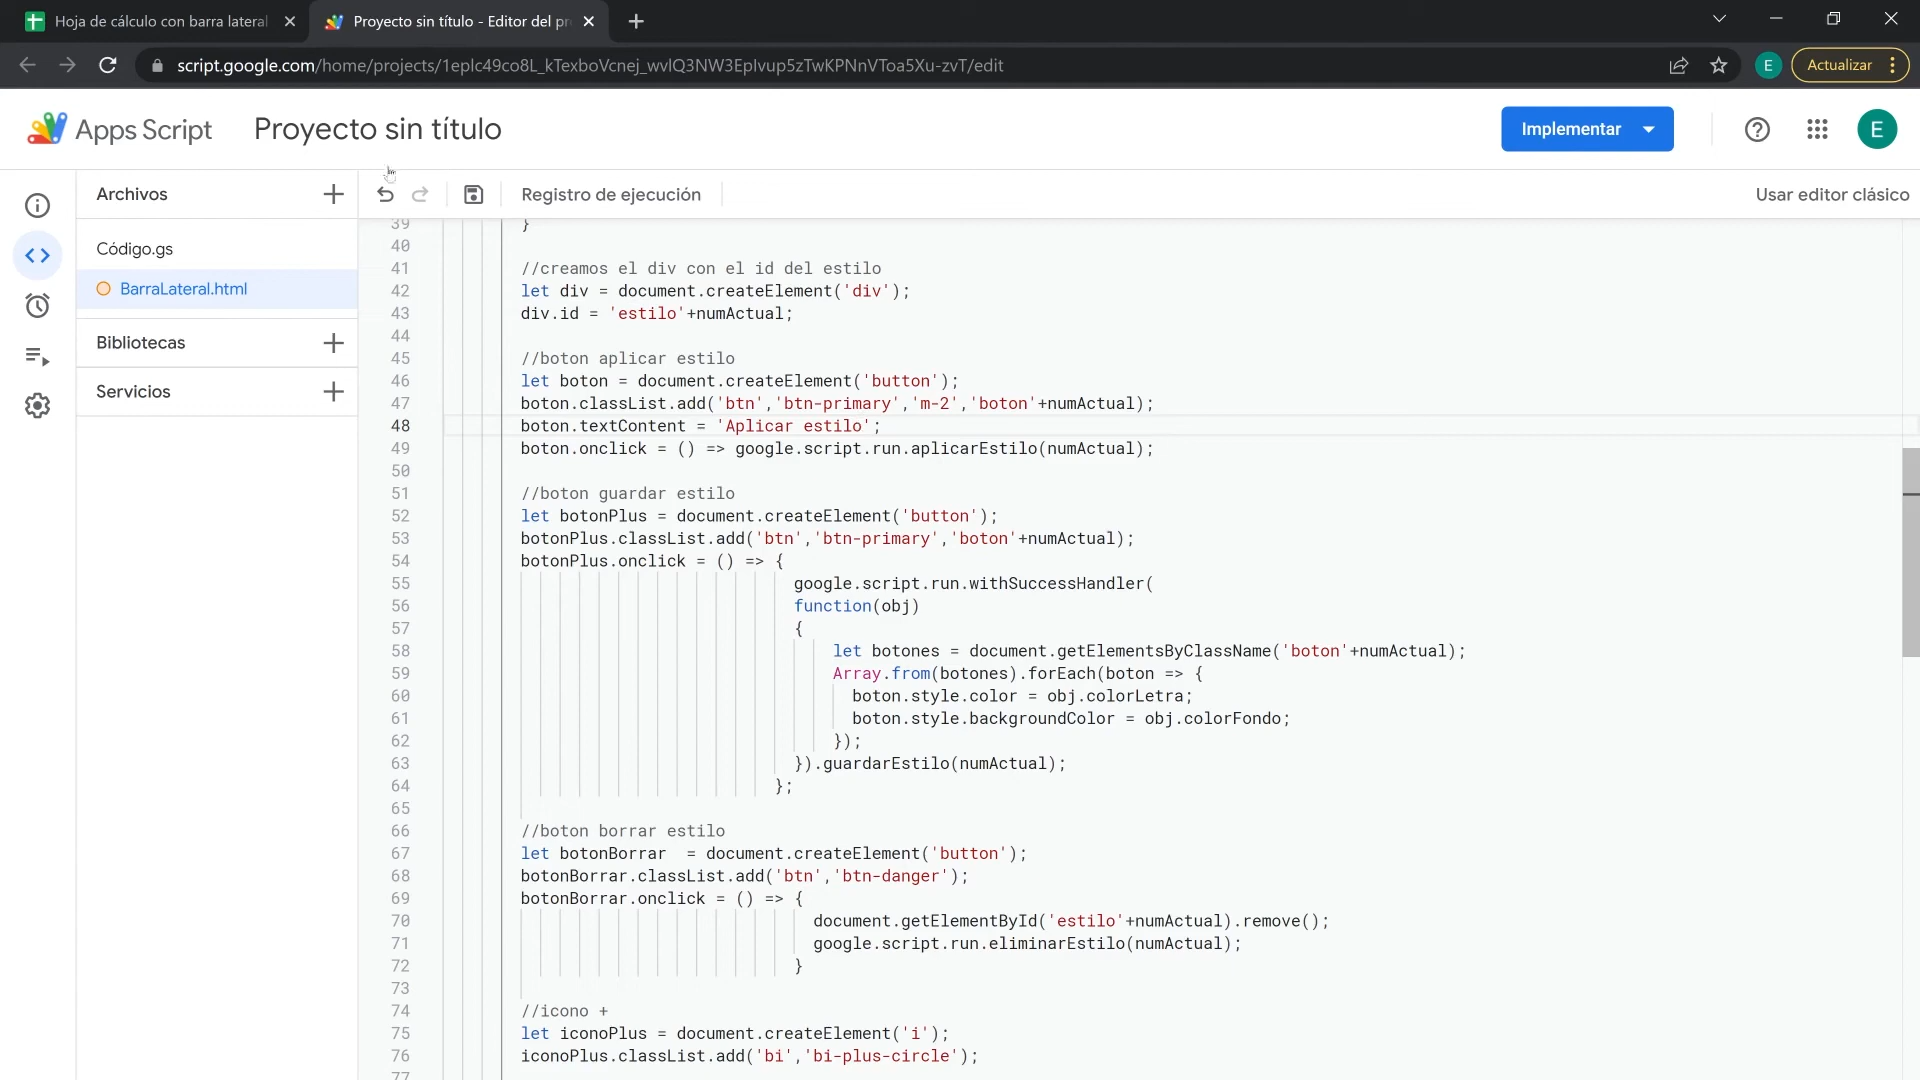 Hoja de cálculo con barra lateral
Proyecto sin título - Editor del pr
script.google.com/home/projects/1eplc49co8L_kTexboVcnej_wvlQ3NW3Eplvup5zTwKPNnVToa5Xu-zvT/edit
E
Actualizar
Apps Script
Proyecto sin título
Implementar
E
Archivos
Registro de ejecución
Usar editor clásico
Código.gs
BarraLateral.html
Bibliotecas
Servicios
39 }
40
41 //creamos el div con el id del estilo
42 let div = document.createElement('div');
43 div.id = 'estilo'+numActual;
44
45 //boton aplicar estilo
46 let boton = document.createElement('button');
47 boton.classList.add('btn','btn-primary','m-2','boton'+numActual);
48 boton.textContent = 'Aplicar estilo';
49 boton.onclick = () => google.script.run.aplicarEstilo(numActual);
50
51 //boton guardar estilo
52 let botonPlus = document.createElement('button');
53 botonPlus.classList.add('btn','btn-primary','boton'+numActual);
54 botonPlus.onclick = () => {
55 google.script.run.withSuccessHandler(
56 function(obj)
57 {
58 let botones = document.getElementsByClassName('boton'+numActual);
59 Array.from(botones).forEach(boton => {
60 boton.style.color = obj.colorLetra;
61 boton.style.backgroundColor = obj.colorFondo;
62 });
63 }).guardarEstilo(numActual);
64 };
65
66 //boton borrar estilo
67 let botonBorrar  = document.createElement('button');
68 botonBorrar.classList.add('btn','btn-danger');
69 botonBorrar.onclick = () => {
70 document.getElementById('estilo'+numActual).remove();
71 google.script.run.eliminarEstilo(numActual);
72 }
73
74 //icono +
75 let iconoPlus = document.createElement('i');
76 iconoPlus.classList.add('bi','bi-plus-circle');
77